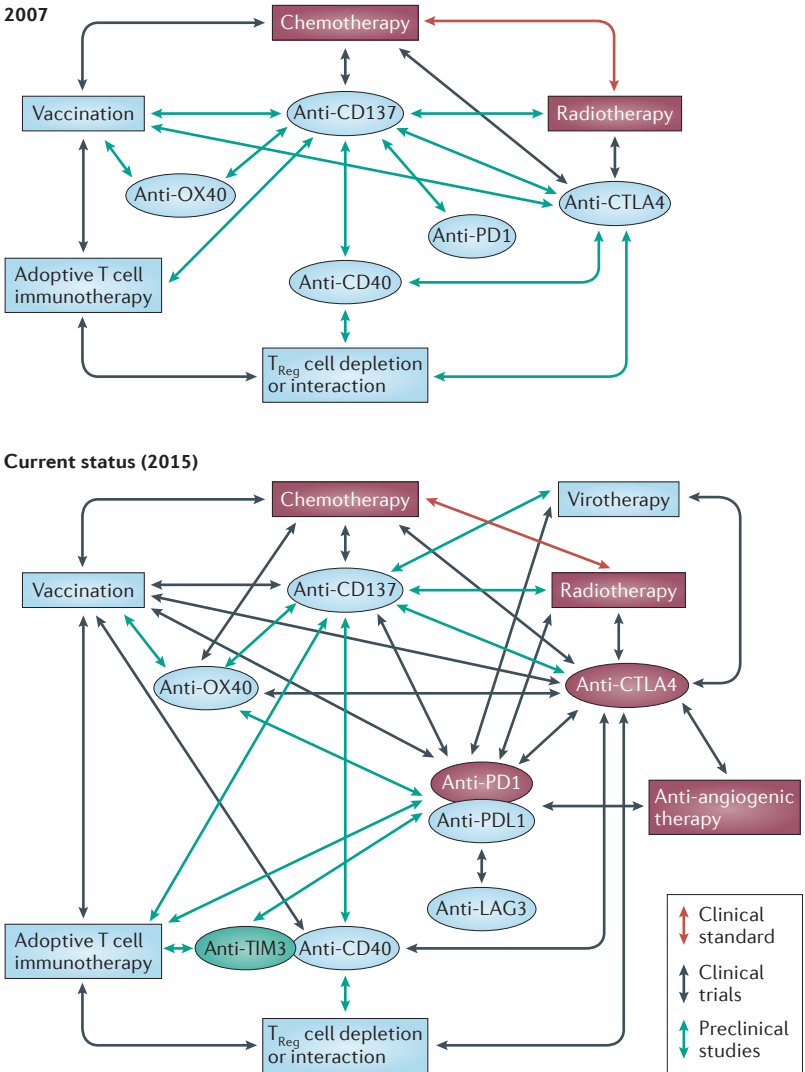 2007
Chemotherapy
Vaccination
Anti-CD137
Radiotherapy
Anti-OX40
Anti-CTLA4
Anti-PD1
Adoptive T cell
immunotherapy
Anti-CD40
TReg cell depletion
or interaction
Current status (2015)
Chemotherapy
Virotherapy
Vaccination
Anti-CD137
Radiotherapy
Anti-OX40
Anti-CTLA4
Anti-PD1
Anti-PDL1
Anti-angiogenic
therapy
Anti-LAG3
Adoptive T cell
immunotherapy
Anti-TIM3
Anti-CD40
TReg cell depletion
or interaction
Clinical
standard
Clinical
trials
Preclinical
studies